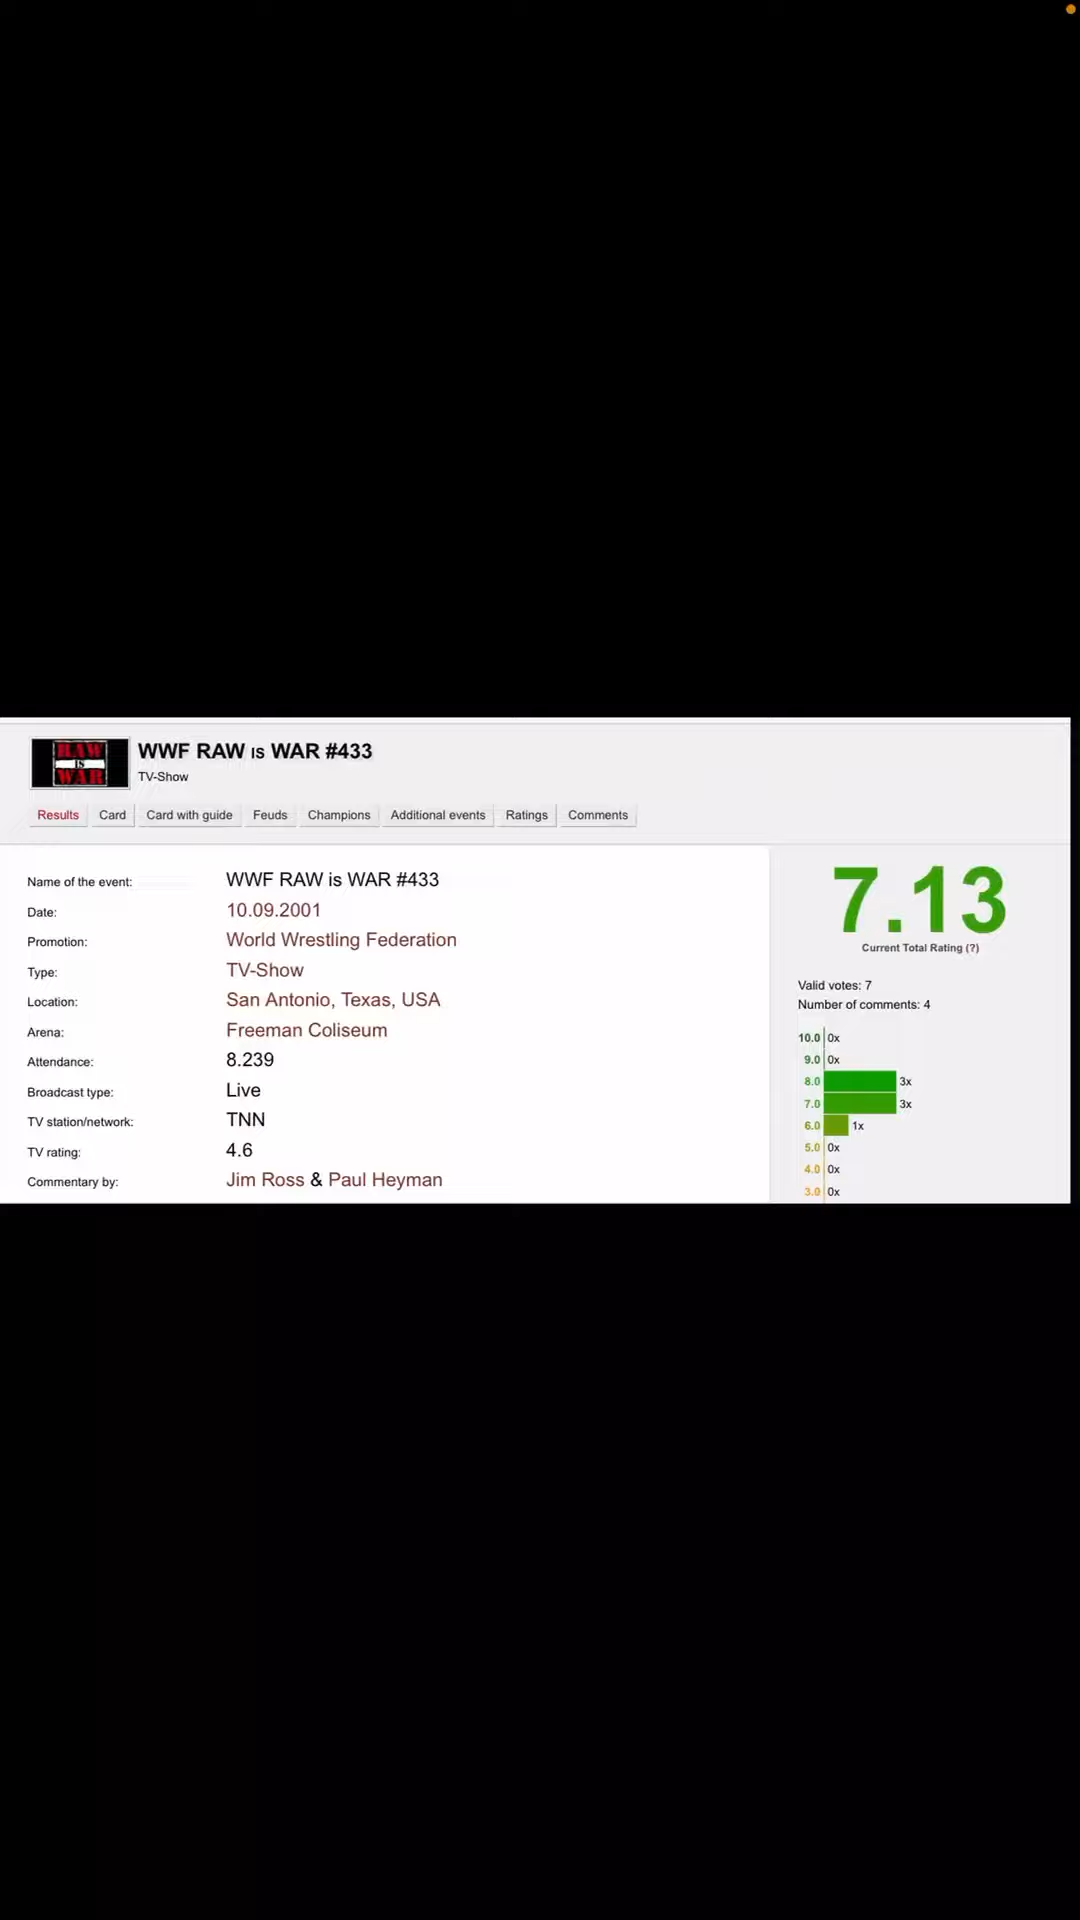 RAW
IS
WAR
WWF RAW IS WAR #433
TV-Show
Results Card Card with guide Feuds Champions Additional events Ratings Comments
Name of the event: WWF RAW is WAR #433
Date: 10.09.2001
Promotion: World Wrestling Federation
Type: TV-Show
Location: San Antonio, Texas, USA
Arena: Freeman Coliseum
Attendance: 8.239
Broadcast type: Live
TV station/network: TNN
TV rating: 4.6
Commentary by: Jim Ross & Paul Heyman
7.13
Current Total Rating (?)
Valid votes: 7
Number of comments: 4
10.0 0x
9.0 0x
8.0 3x
7.0 3x
6.0 1x
5.0 0x
4.0 0x
3.0 0x